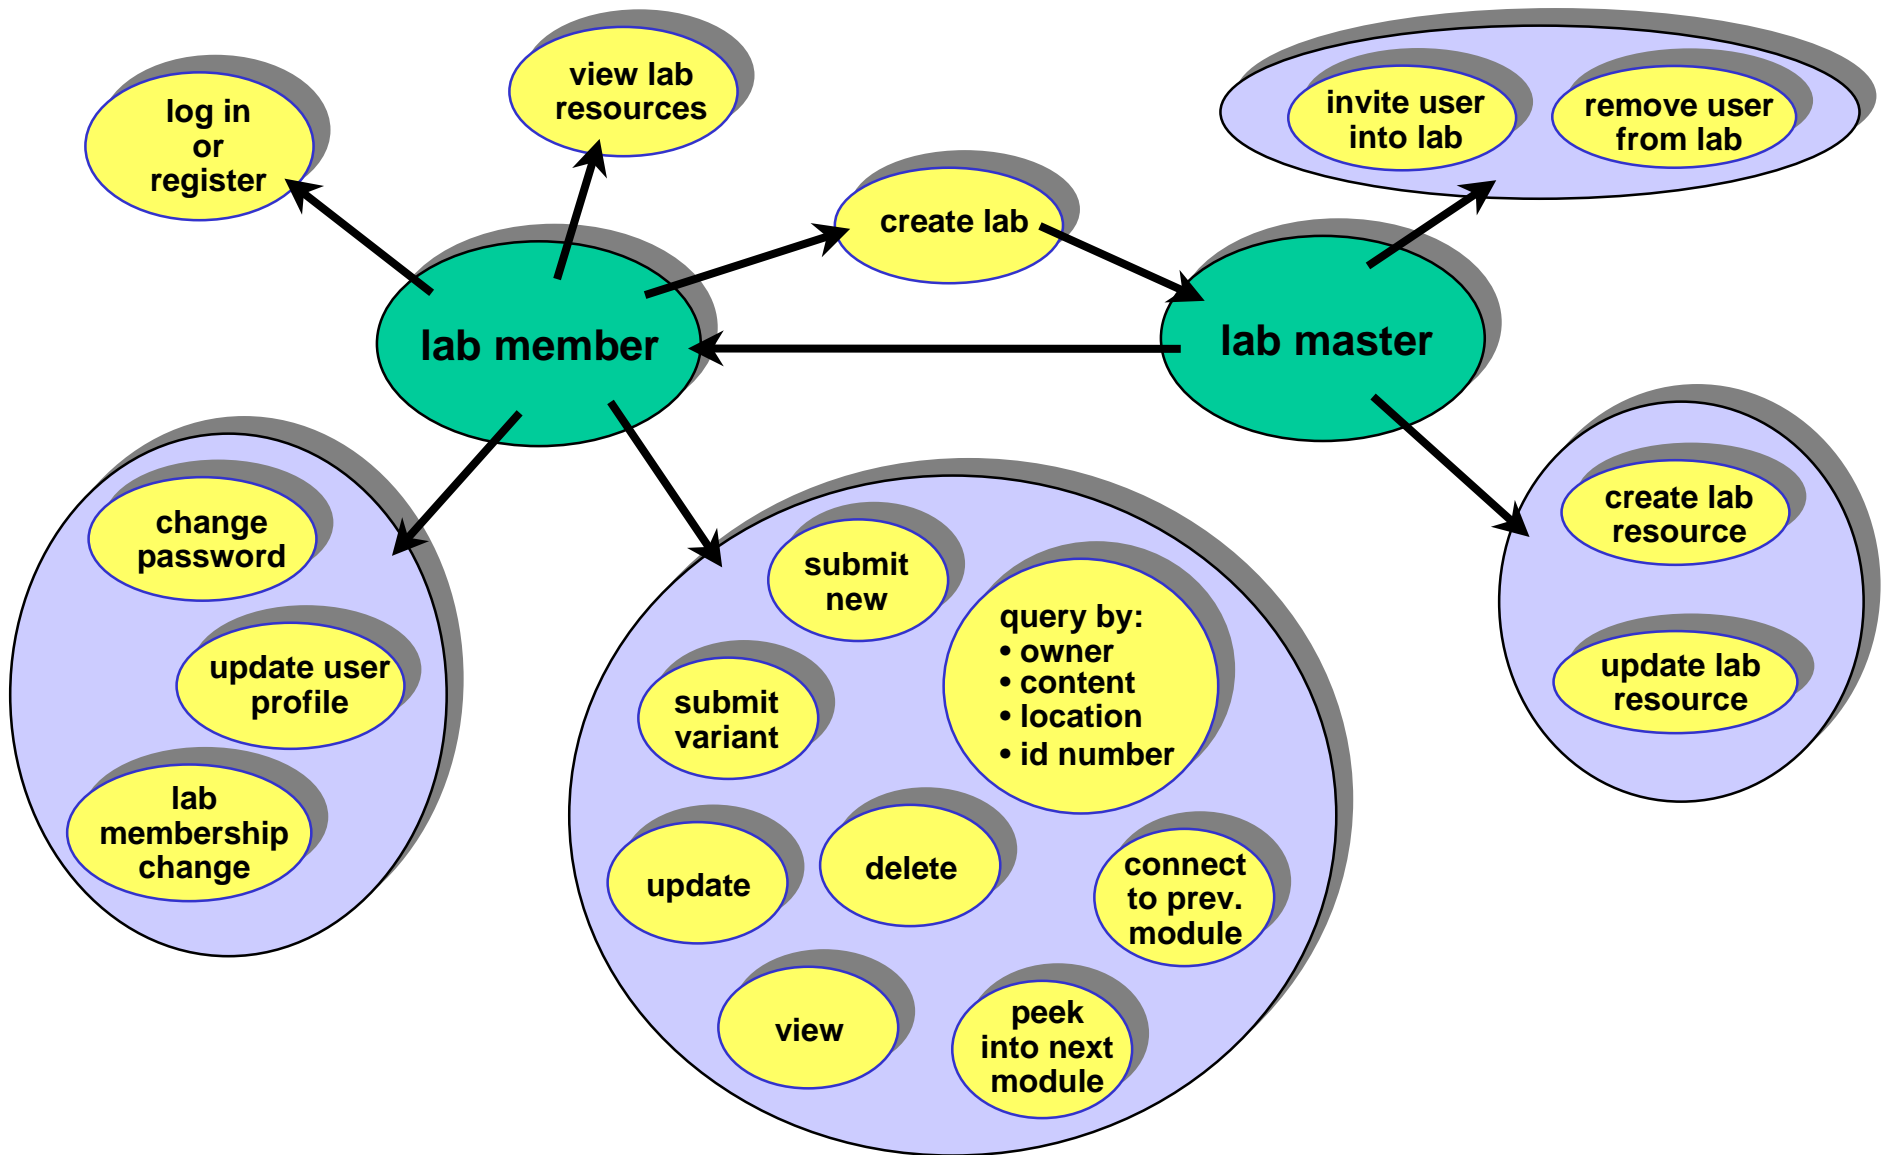 log in
or
register
view lab
resources
create lab
invite user
into lab
remove user
from lab
lab member
lab master
change
password
update user
profile
lab
membership
change
submit
new
query by:
• owner
• content
• location
• id number
submit
variant
update
delete
connect
to prev.
module
view
peek
into next
module
create lab
resource
update lab
resource